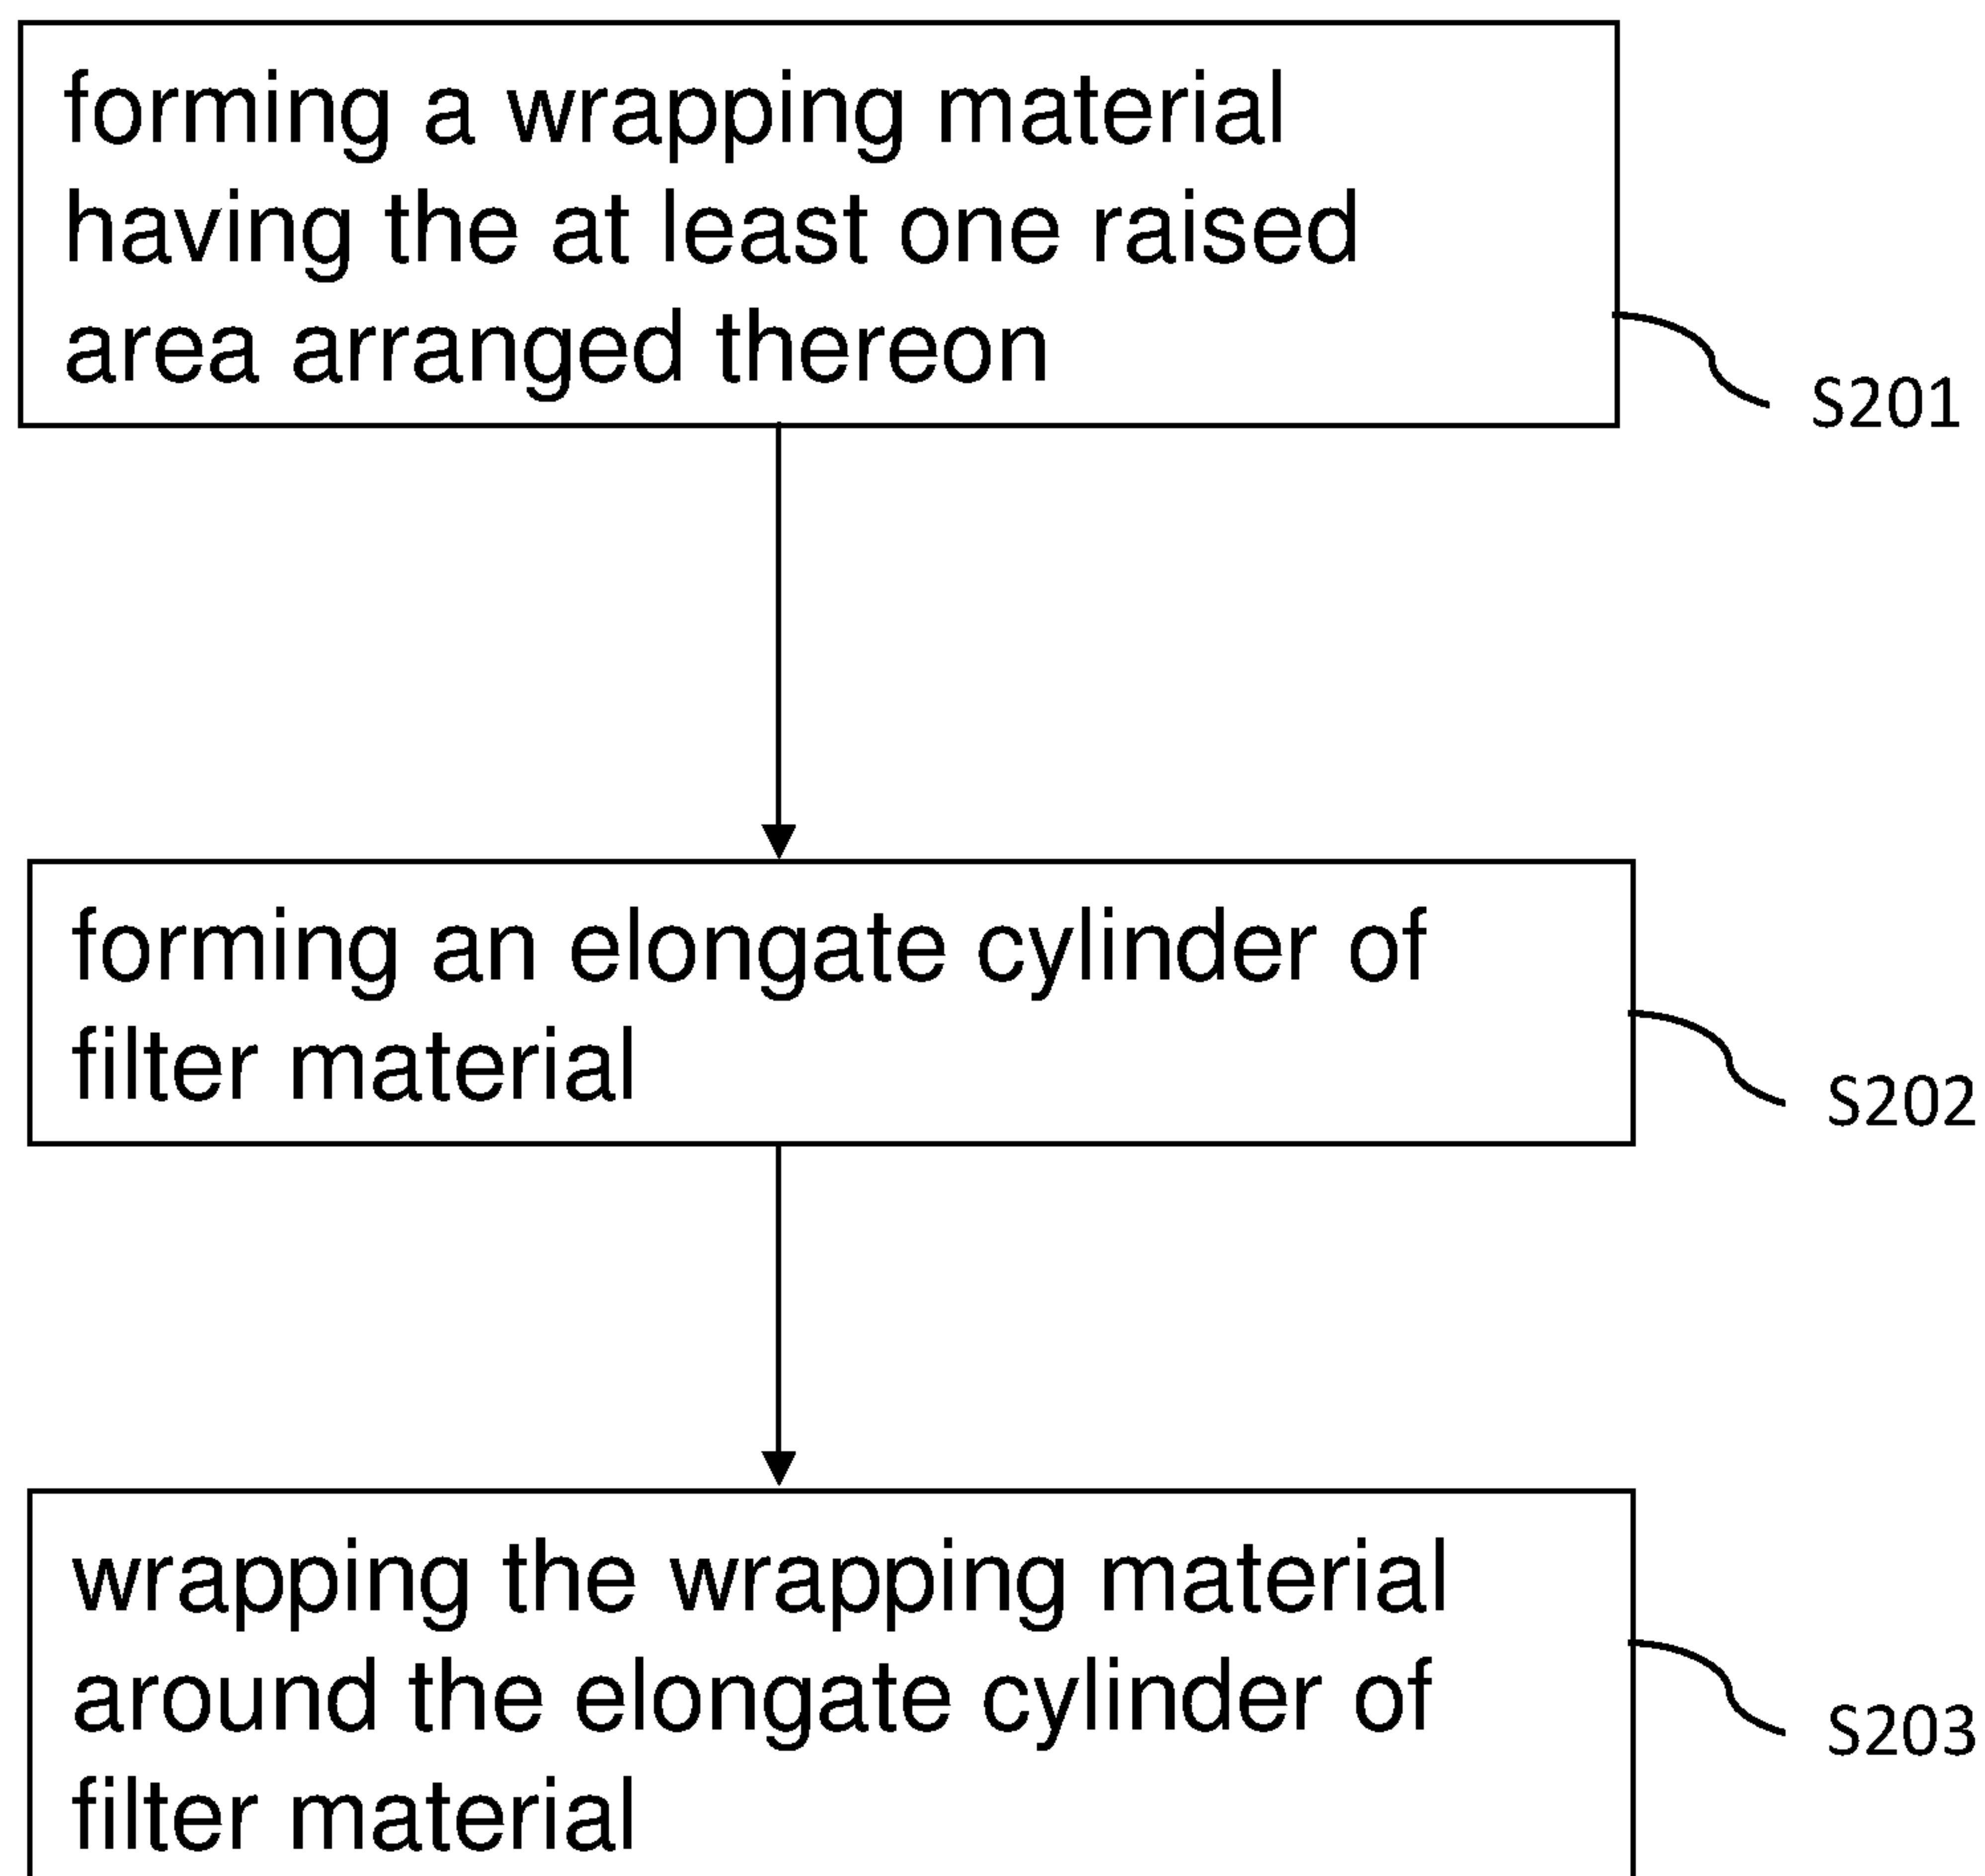 forming a wrapping material
having the at least one raised
area arranged thereon
S201
forming an elongate cylinder of
filter material
S202
wrapping the wrapping material
around the elongate cylinder of
filter material
S203